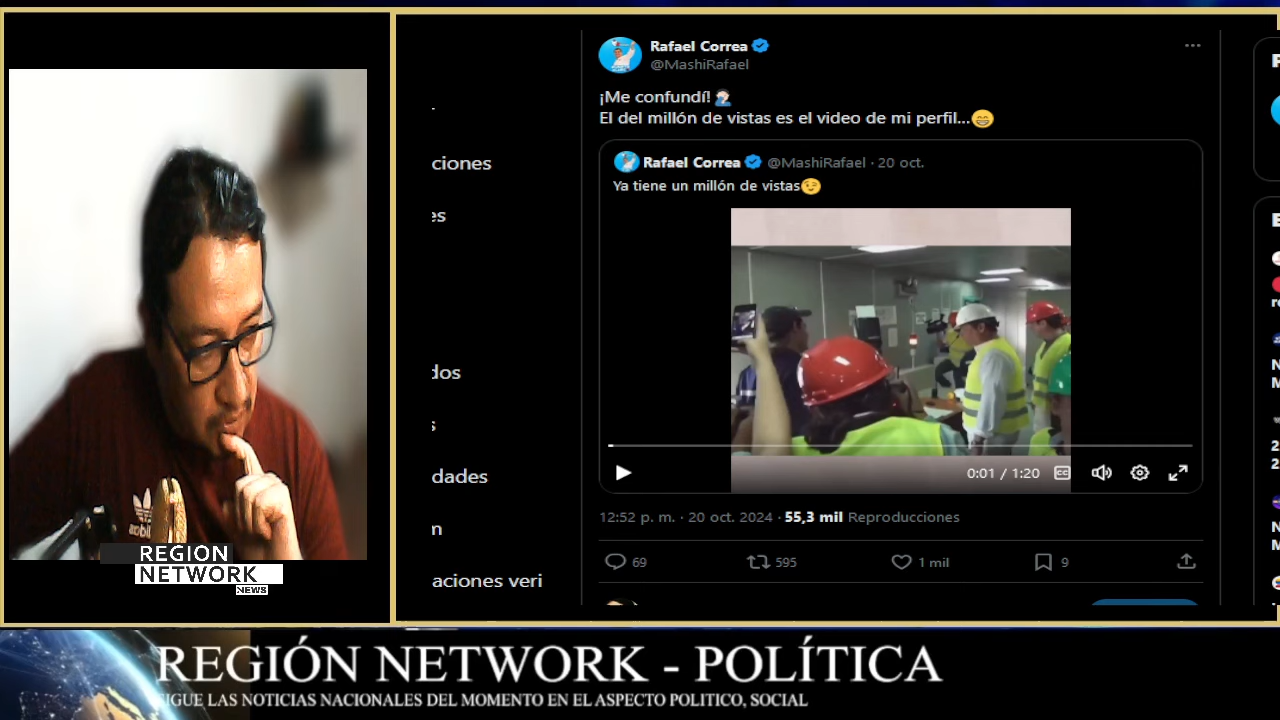 Rafael Correa
@MashiRafael
¡Me confundí!🤦🏻‍♂️
El del millón de vistas es el video de mi perfil...😁
Rafael Correa @MashiRafael · 20 oct.
Ya tiene un millón de vistas😉
0:01 / 1:20
CC
12:52 p. m. · 20 oct. 2024 · 55,3 mil Reproducciones
69 595 1 mil 9
ciones
es
dos
s
dades
n
aciones veri
REGION
NETWORK
NEWS
REGIÓN NETWORK - POLÍTICA
SIGUE LAS NOTICIAS NACIONALES DEL MOMENTO EN EL ASPECTO POLITICO, SOCIAL